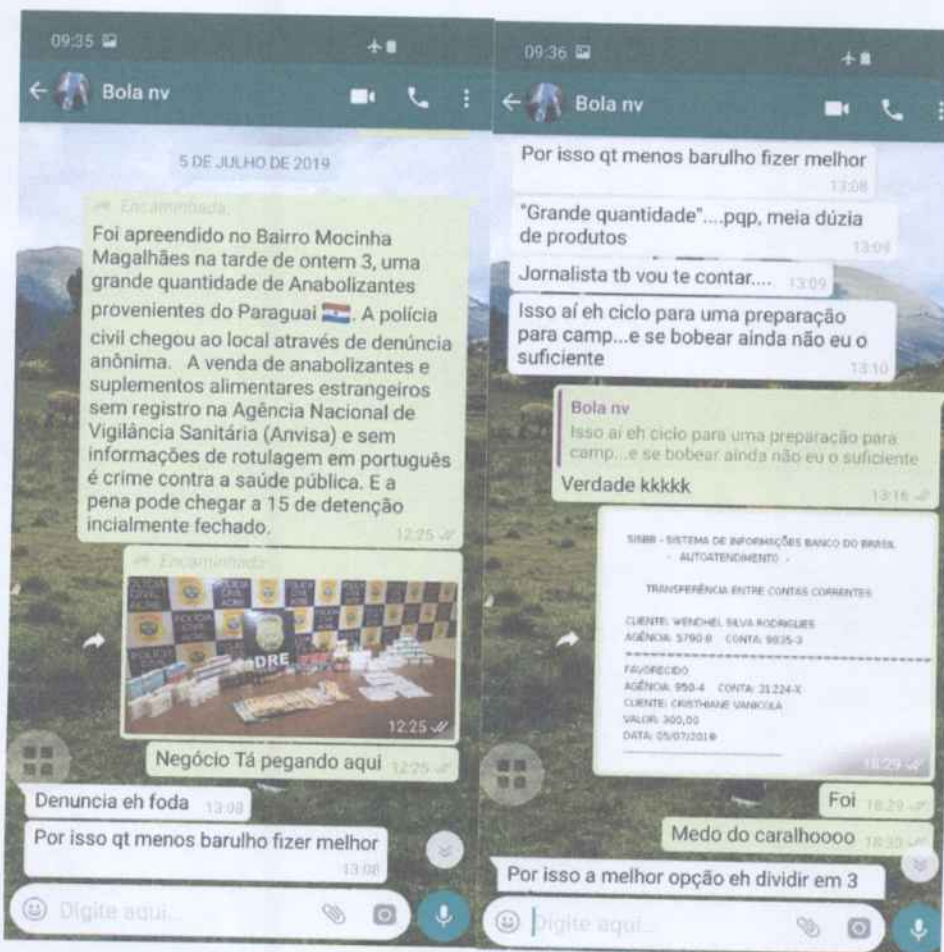 09:35
Bola nv
5 DE JULHO DE 2019
Encaminhada
Foi apreendido no Bairro Mocinha
Magalhães na tarde de ontem 3, uma
grande quantidade de Anabolizantes
provenientes do Paraguai 🇵🇾. A polícia
civil chegou ao local através de denúncia
anônima. A venda de anabolizantes e
suplementos alimentares estrangeiros
sem registro na Agência Nacional de
Vigilância Sanitária (Anvisa) e sem
informações de rotulagem em português
é crime contra a saúde pública. E a
pena pode chegar a 15 de detenção
incialmente fechado.
12:25
Encaminhada
POLÍCIA CIVIL ACRE
DRE
12:25
Negócio Tá pegando aqui 12:25
Denuncia eh foda 13:08
Por isso qt menos barulho fizer melhor
13:08
Digite aqui...
09:36
Bola nv
Por isso qt menos barulho fizer melhor
13:08
"Grande quantidade"....pqp, meia dúzia
de produtos
13:09
Jornalista tb vou te contar.... 13:09
Isso aí eh ciclo para uma preparação
para camp...e se bobear ainda não eu o
suficiente
13:10
Bola nv
Isso aí eh ciclo para uma preparação para
camp...e se bobear ainda não eu o suficiente
Verdade kkkkk
13:16
SISBB - SISTEMA DE INFORMAÇÕES BANCO DO BRASIL
- AUTOATENDIMENTO -
TRANSFERÊNCIA ENTRE CONTAS CORRENTES
CLIENTE: WENDHEL SILVA RODRIGUES
AGÊNCIA: 5790-8 CONTA: 9835-3
FAVORECIDO
AGÊNCIA: 950-4 CONTA: 31.224-X
CLIENTE: CRISTHIANE VANICOLA
VALOR: 300,00
DATA: 05/07/2019
18:29
Foi 18:29
Medo do caralhoooo 18:30
Por isso a melhor opção eh dividir em 3
Digite aqui...